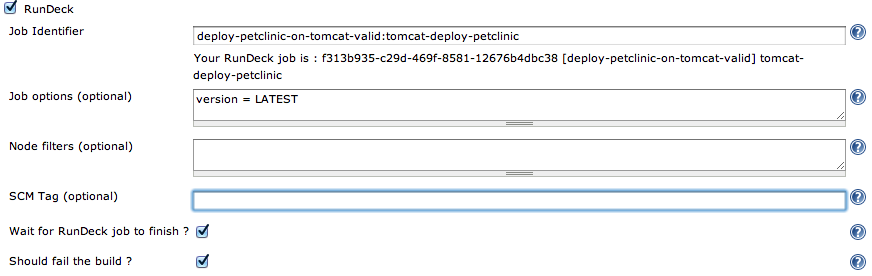 RunDeck
Job Identifier
deploy-petclinic-on-tomcat-valid:tomcat-deploy-petclinic
Your RunDeck job is : f313b935-c29d-469f-8581-12676b4dbc38 [deploy-petclinic-on-tomcat-valid] tomcat-
deploy-petclinic
Job options (optional)
version = LATEST
Node filters (optional)
SCM Tag (optional)
Wait for RunDeck job to finish ?
Should fail the build ?